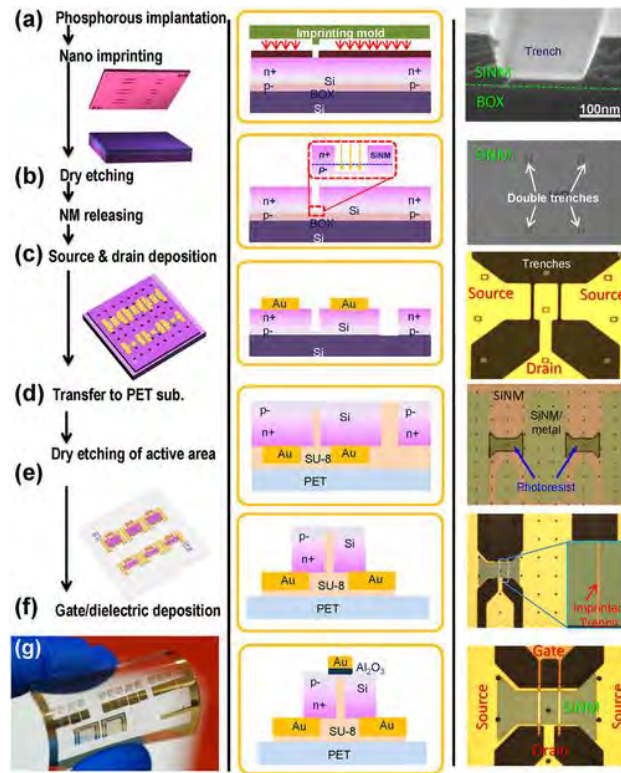 (a) Phosphorous implantation
Nano imprinting
(b)
Dry etching
NM releasing
(c) Source & drain deposition
(d) Transfer to PET sub.
Dry etching of active area
(e)
(f) Gate/dielectric deposition
(g)
Imprinting mold
n+
p-
Si
BOX
Si
n+
p-
n+
p-
SiNM
n+
p-
Si
BOX
Si
n+
p-
Au
Au
n+
p-
Si
n+
p-
Si
p-
n+
Si
p-
n+
Au
SU-8
Au
PET
p-
n+
Si
Au
SU-8
Au
PET
Au
Al2O3
p-
n+
Si
Au
SU-8
Au
PET
Trench
SiNM
BOX
100nm
SiNM
Double trenches
Trenches
Source
Source
Drain
SiNM
SiNM/
metal
Photoresist
Imprinted
Trench
Gate
Source
SiNM
Source
Drain